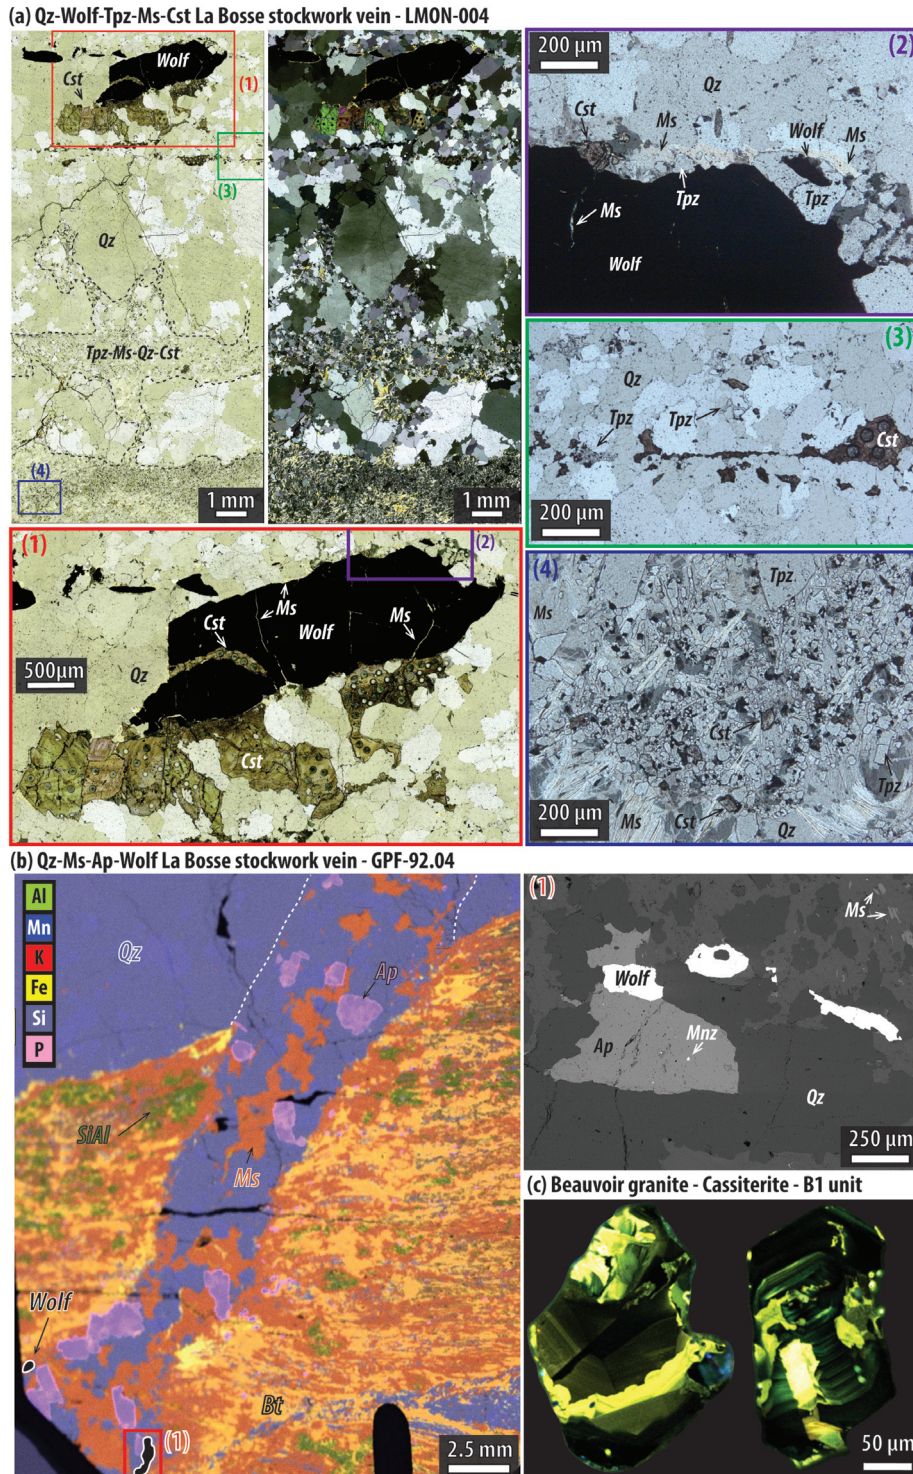 (a) Qz-Wolf-Tpz-Ms-Cst La Bosse stockwork vein - LMON-004
Wolf
Cst
(1)
(3)
Qz
Tpz-Ms-Qz-Cst
(4)
1 mm
1 mm
200 µm
(2)
Qz
Cst
Ms
Wolf
Ms
Tpz
Tpz
Ms
Wolf
(3)
Qz
Tpz
Tpz
Cst
200 µm
(1)
(2)
Ms
Cst
Wolf
Ms
500µm
Qz
Cst
(4)
Tpz
Ms
Cst
Tpz
200 µm
Ms
Cst
Qz
(b) Qz-Ms-Ap-Wolf La Bosse stockwork vein - GPF-92.04
Al
Mn
K
Fe
Si
P
Qz
Ap
SiAl
Ms
Wolf
Bt
(1)
2.5 mm
(1)
Ms
Wolf
Ap
Mnz
Qz
250 µm
(c) Beauvoir granite - Cassiterite - B1 unit
50 µm